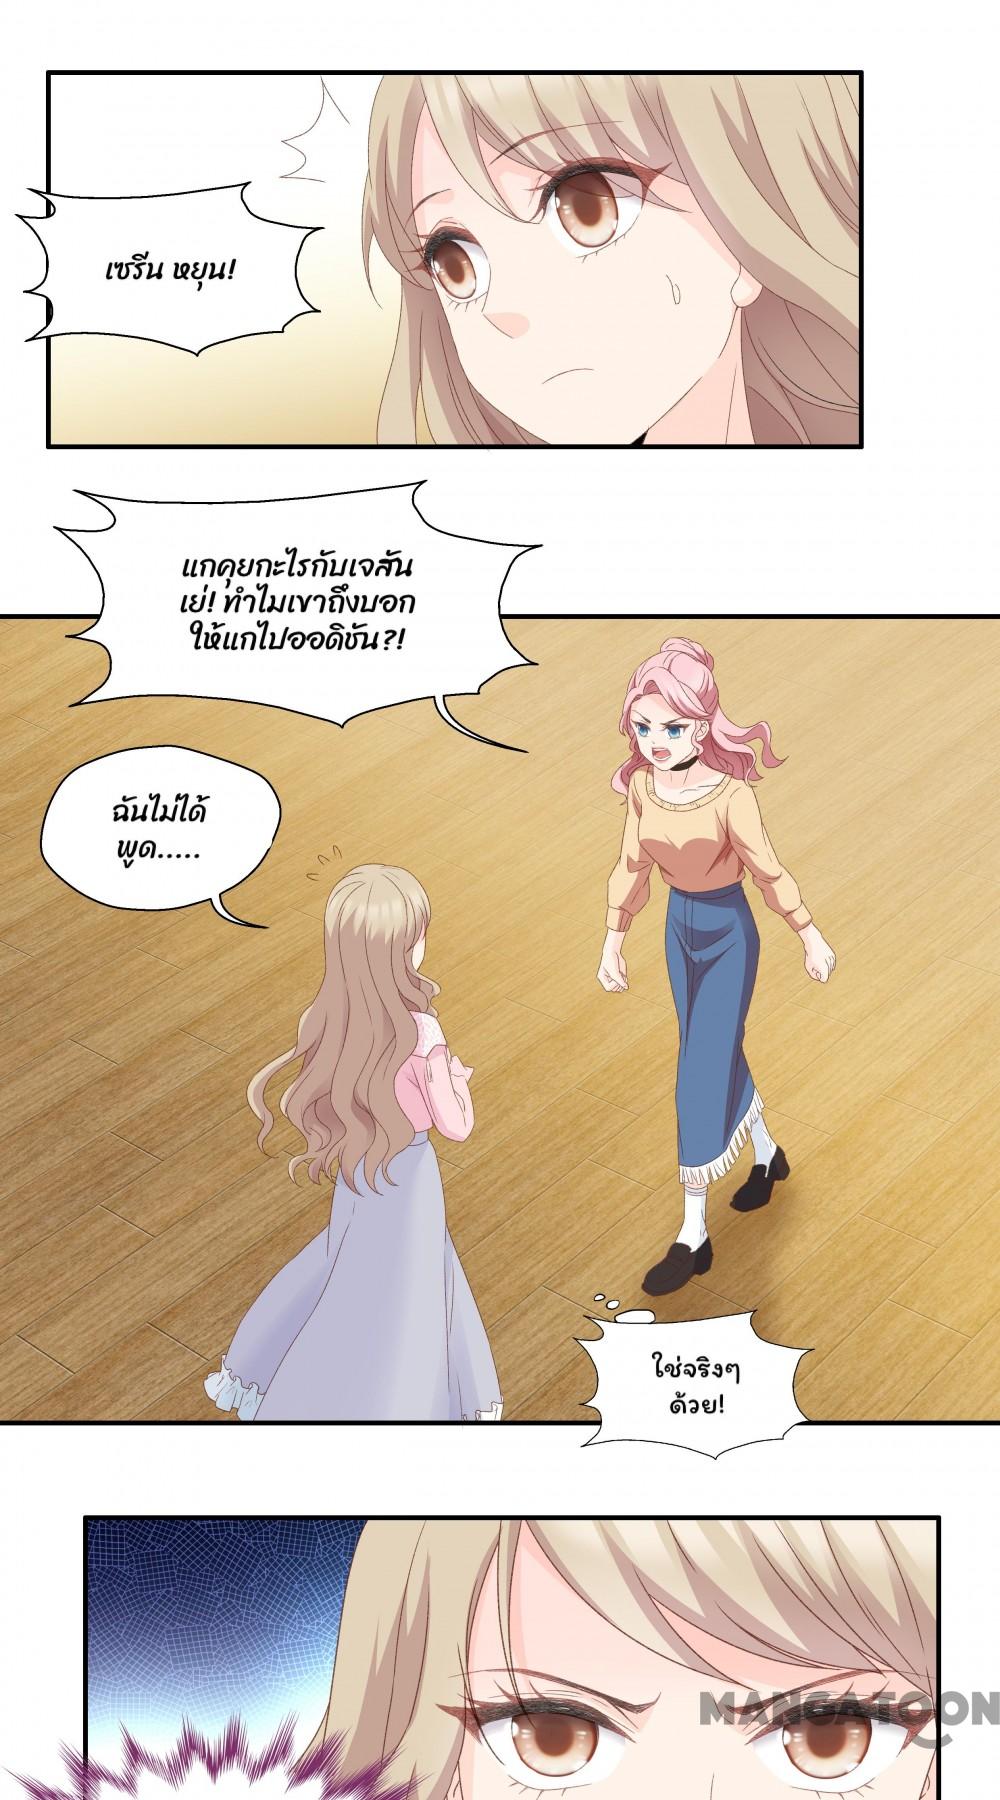 เซรีน หยุน!
แกคุยกะไรกับเจสัน
เย่! ทำไมเขาถึงบอก
ให้แกไปออดิชัน?!
ฉันไม่ได้
พูด.....
ใช่จริงๆ
ด้วย!
MANGATOON